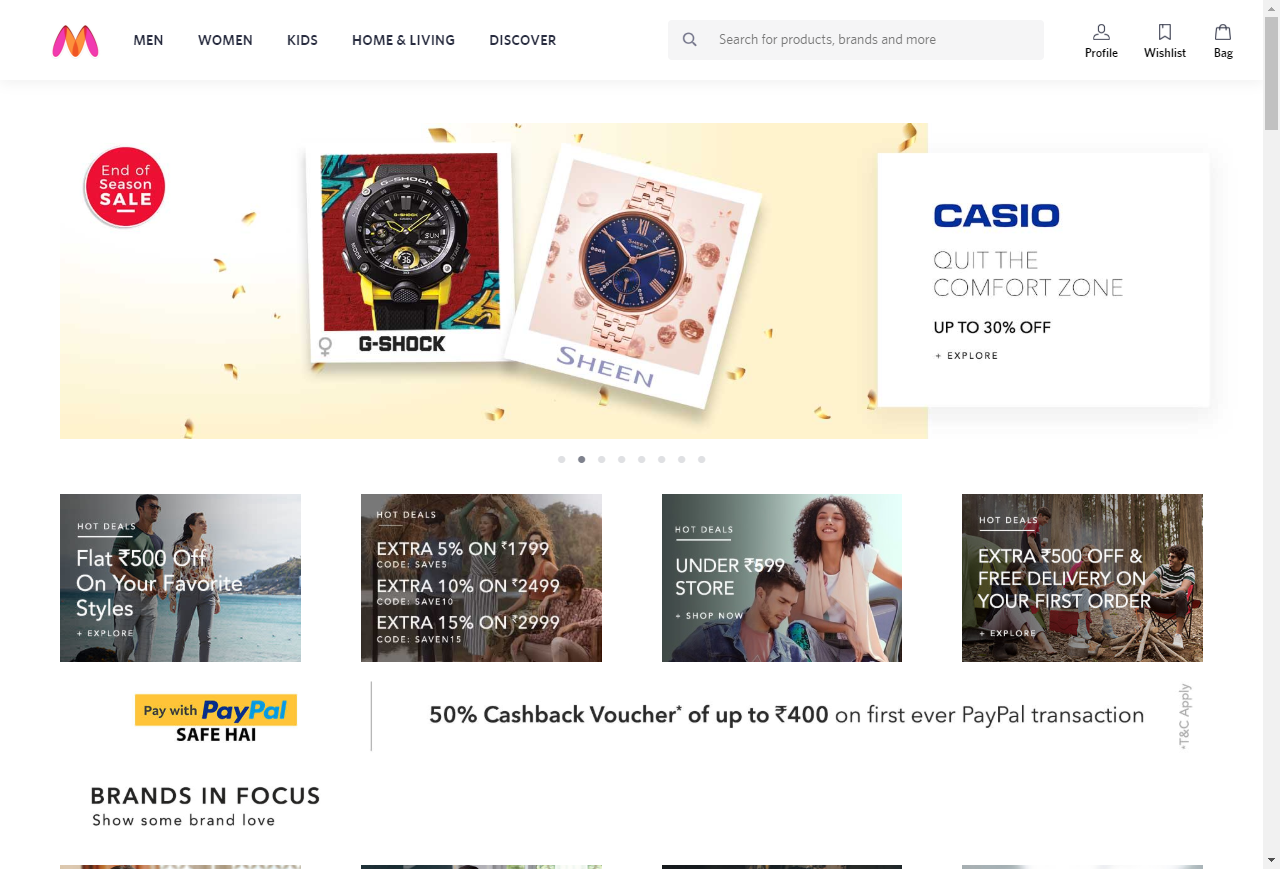 MEN WOMEN KIDS HOME & LIVING DISCOVER
Search for products, brands and more
Profile Wishlist Bag
End of
Season
SALE
G-SHOCK
G-SHOCK
SHEEN
SHEEN
CASIO
QUIT THE
COMFORT ZONE
UP TO 30% OFF
+ EXPLORE
HOT DEALS
Flat ₹500 Off
On Your Favorite
Styles
+ EXPLORE
HOT DEALS
EXTRA 5% ON ₹1799
CODE: SAVE5
EXTRA 10% ON ₹2499
CODE: SAVE10
EXTRA 15% ON ₹2999
CODE: SAVEN15
HOT DEALS
UNDER ₹599
STORE
+ SHOP NOW
HOT DEALS
EXTRA ₹500 OFF &
FREE DELIVERY ON
YOUR FIRST ORDER
+ EXPLORE
Pay with PayPal
SAFE HAI
50% Cashback Voucher* of up to ₹400 on first ever PayPal transaction
*T&C Apply
BRANDS IN FOCUS
Show some brand love